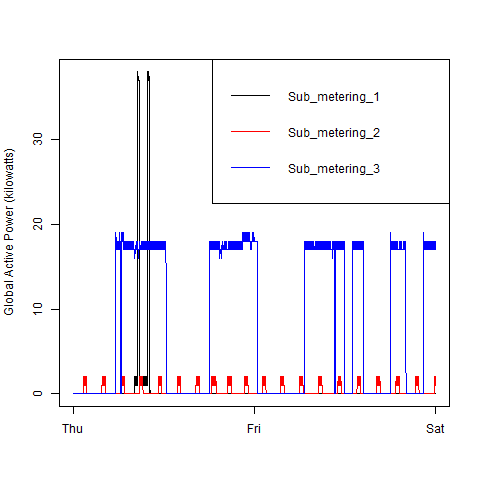 Sub_metering_1
Sub_metering_2
Sub_metering_3
Global Active Power (kilowatts)
30
20
10
0
Thu Fri Sat